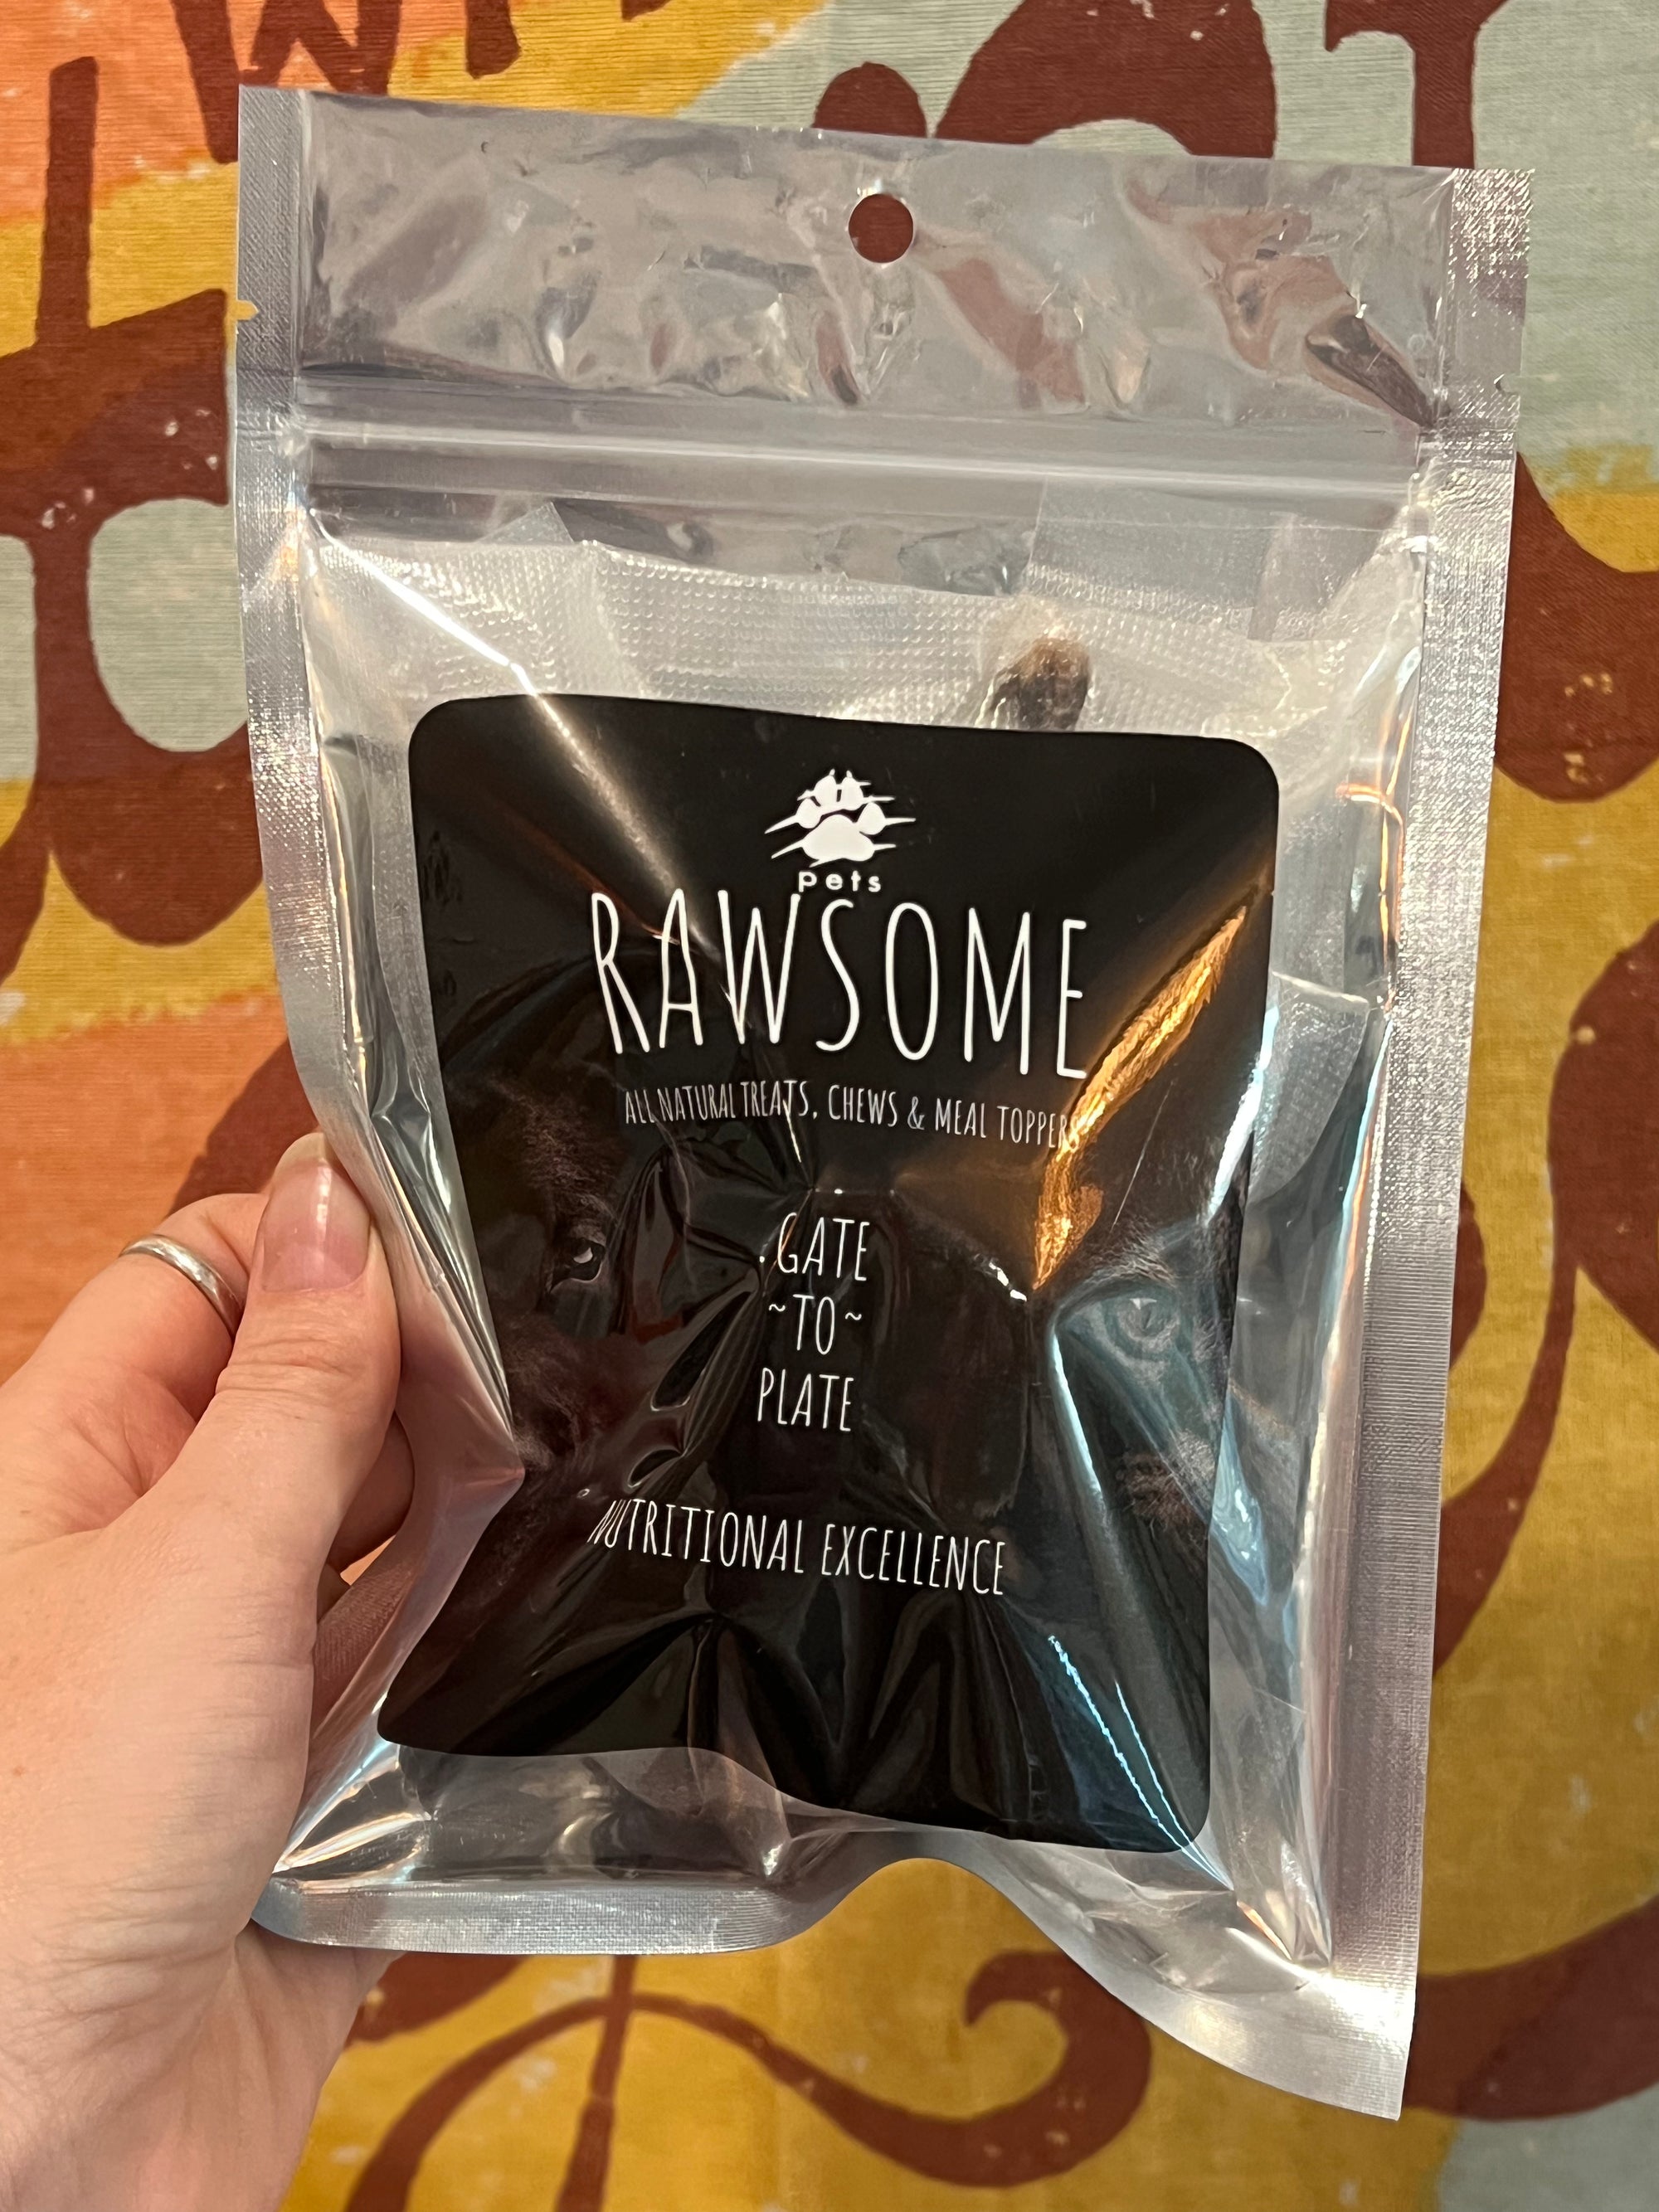 pets
RAWSOME
ALL NATURAL TREATS, CHEWS & MEAL TOPPERS
GATE
~TO~
PLATE
NUTRITIONAL EXCELLENCE